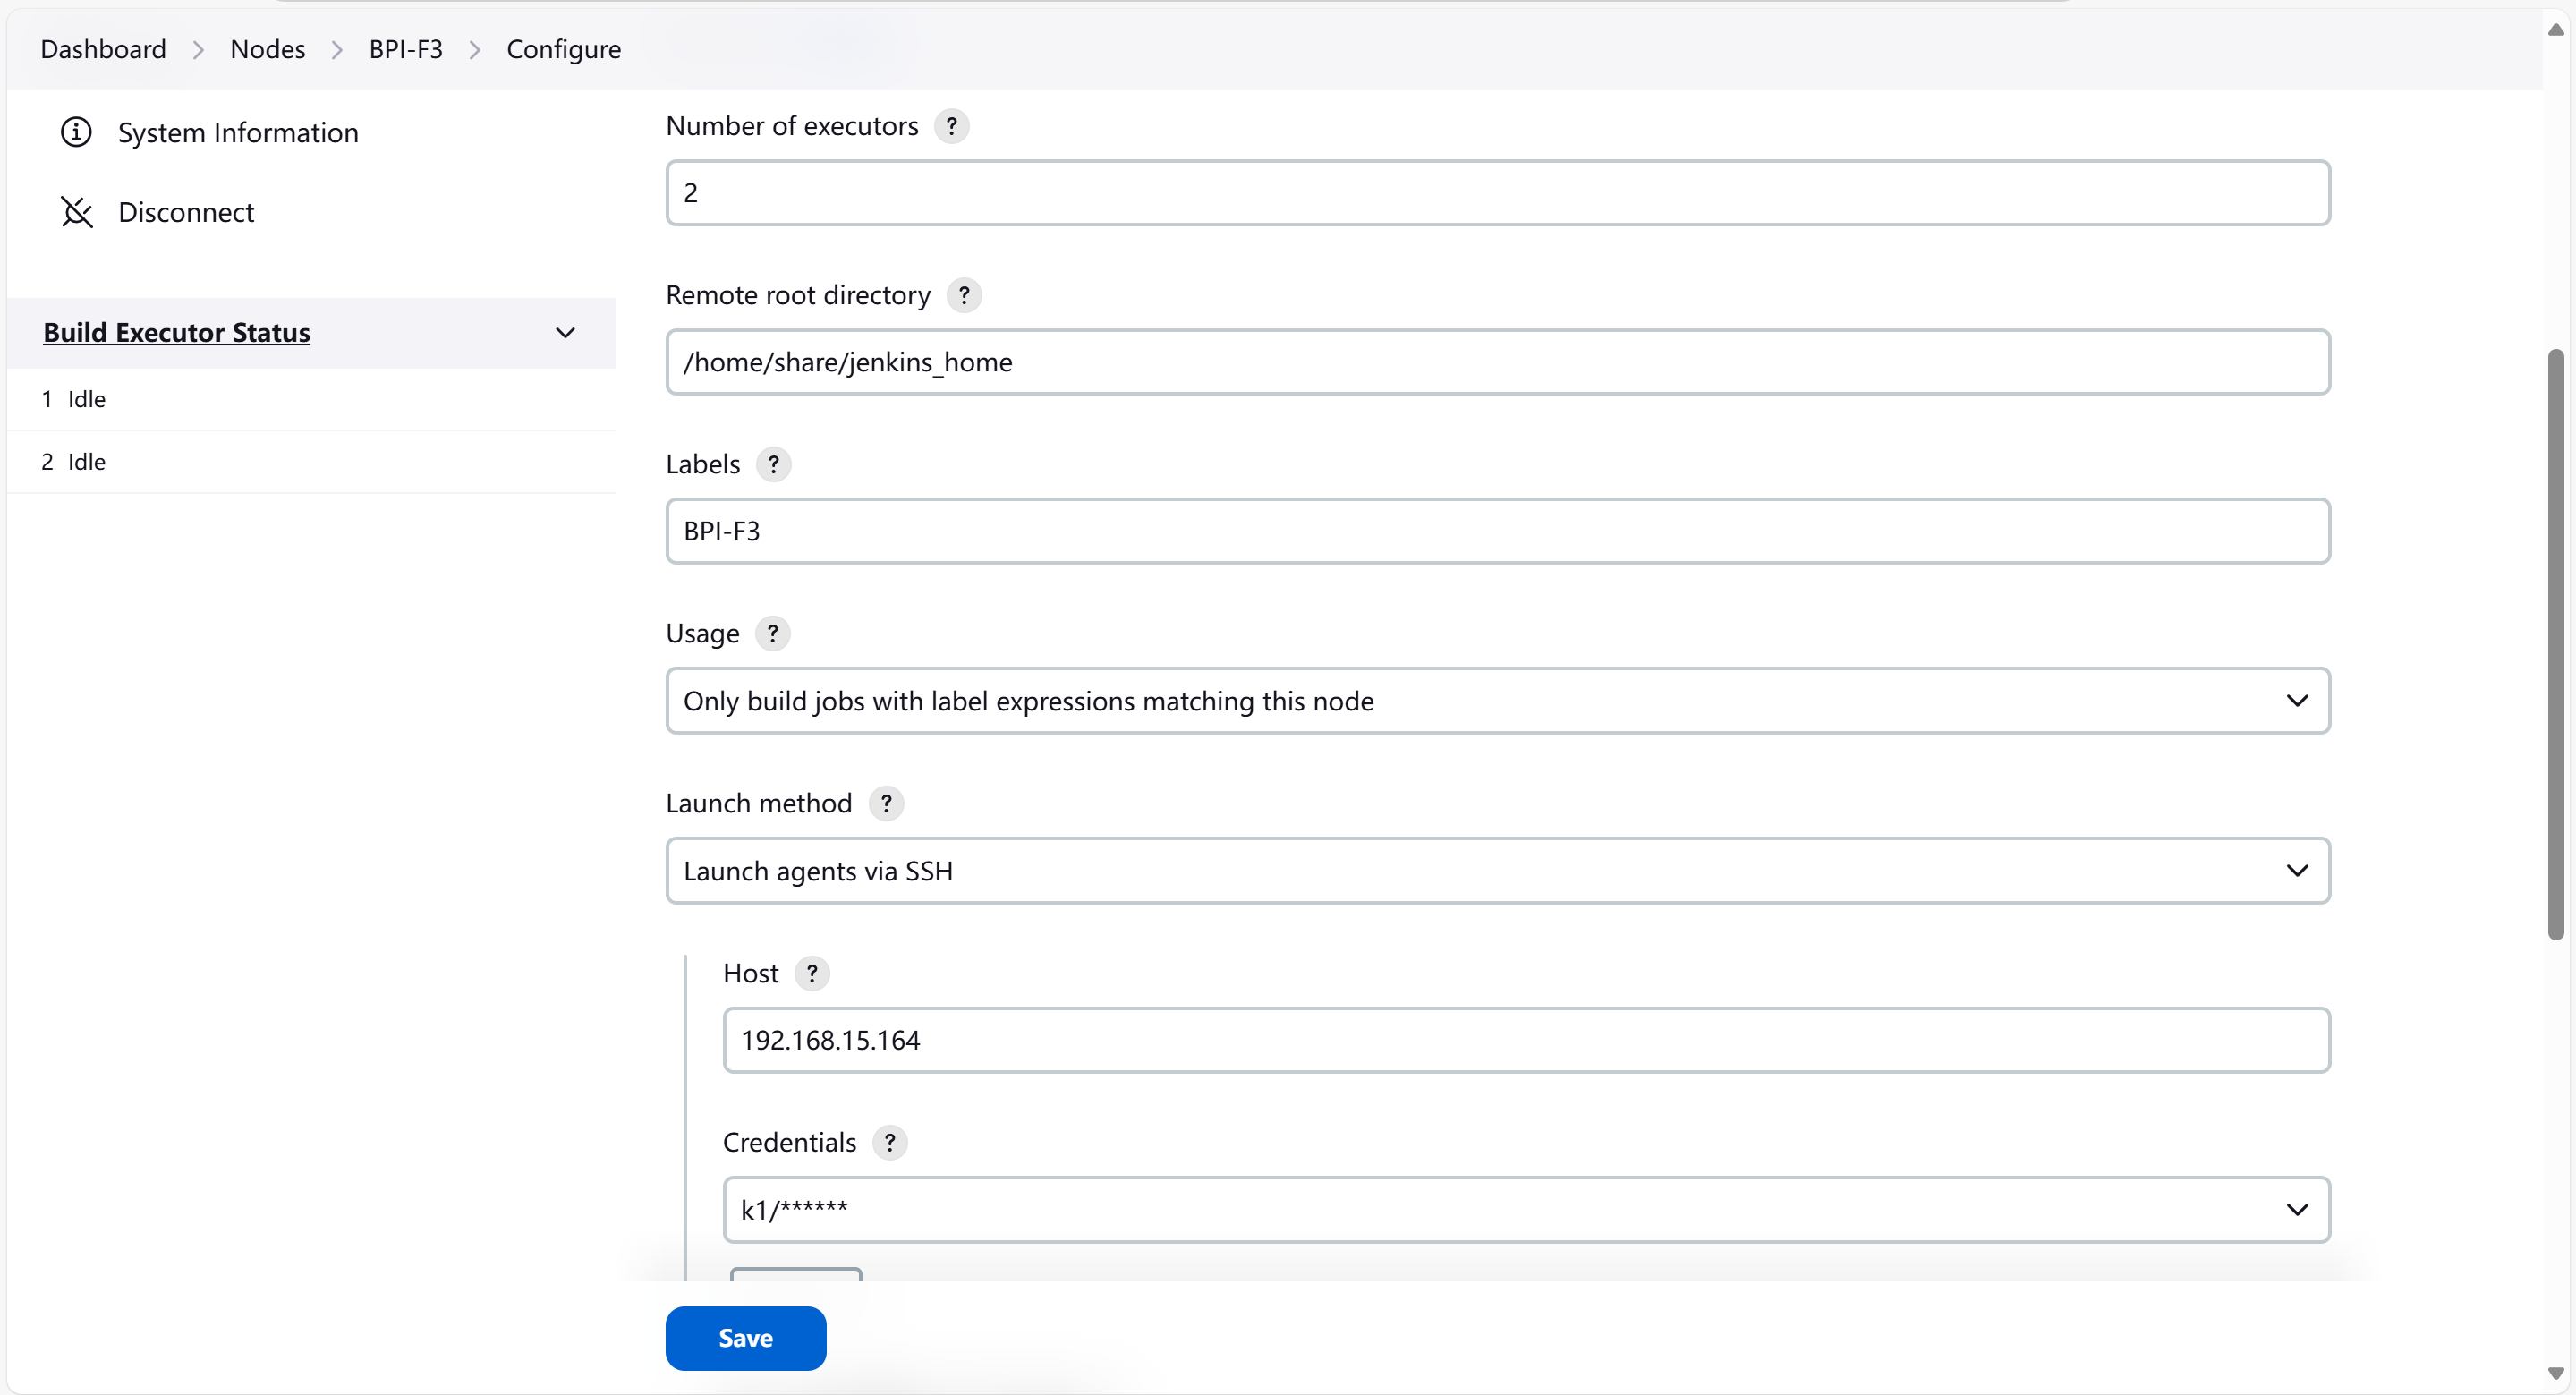 Dashboard > Nodes > BPI-F3 > Configure
System Information
Disconnect
Build Executor Status
1 Idle
2 Idle
Number of executors ?
2
Remote root directory ?
/home/share/jenkins_home
Labels ?
BPI-F3
Usage ?
Only build jobs with label expressions matching this node
Launch method ?
Launch agents via SSH
Host ?
192.168.15.164
Credentials ?
k1/******
Save